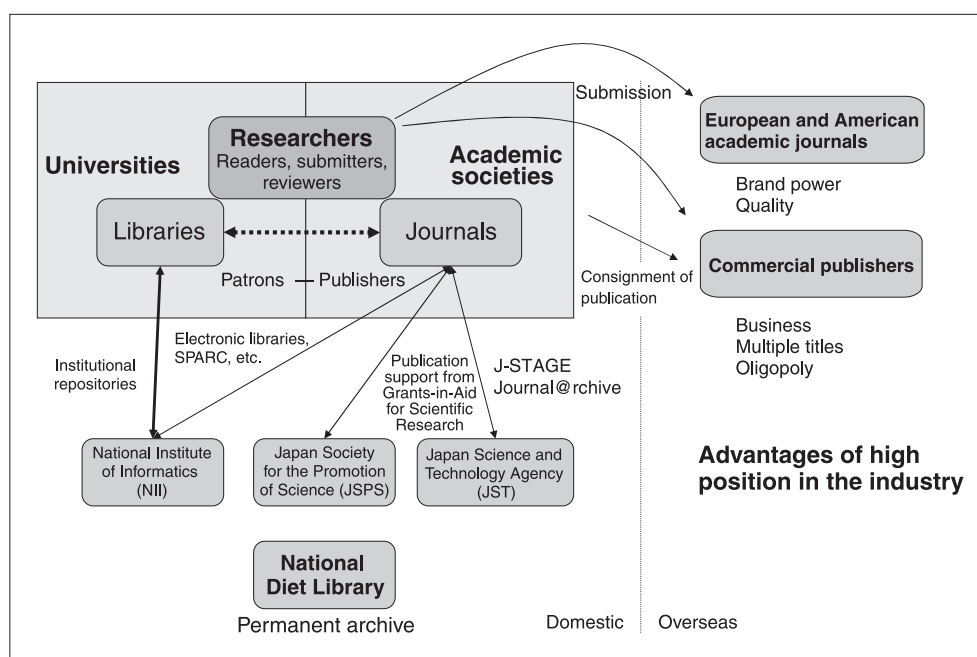 Submission
European and American
academic journals
Brand power
Quality
Researchers
Readers, submitters,
reviewers
Universities
Academic
societies
Libraries
Journals
Patrons
Publishers
Consignment of
publication
Commercial publishers
Business
Multiple titles
Oligopoly
Institutional
repositories
Electronic libraries,
SPARC, etc.
Publication
support from
Grants-in-Aid
for Scientific
Research
J-STAGE
Journal@rchive
National Institute
of Informatics
(NII)
Japan Society
for the Promotion
of Science (JSPS)
Japan Science and
Technology Agency
(JST)
Advantages of high
position in the industry
National
Diet Library
Permanent archive
Domestic
Overseas